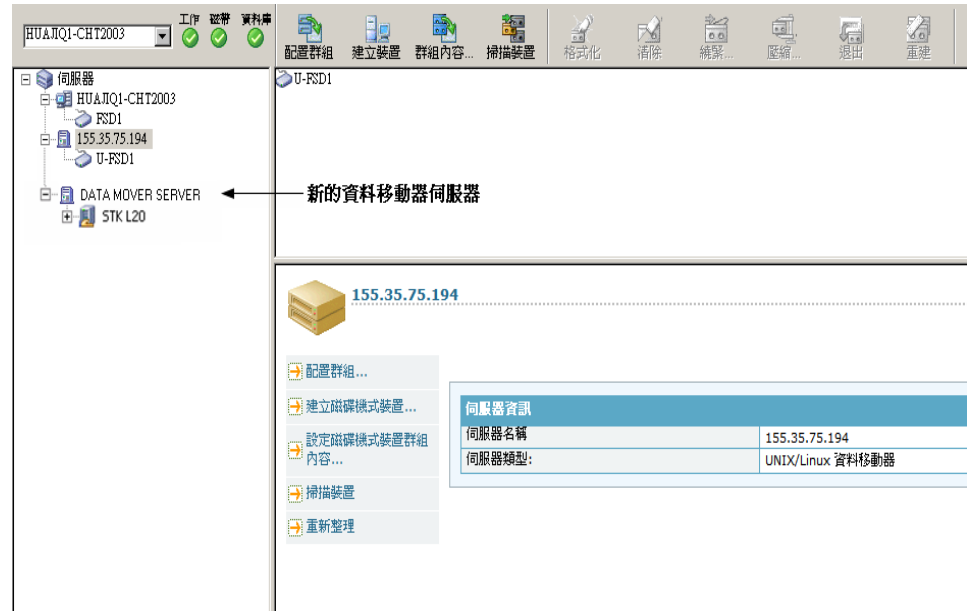 HUAJIQ1-CHT2003
工作 磁帶 資料庫
配置群組 建立裝置 群組內容... 掃描裝置 格式化 清除 繞緊... 壓縮... 退出 重建
伺服器
HUAJIQ1-CHT2003
FSD1
155.35.75.194
U-FSD1
DATA MOVER SERVER
STK L20
U-FSD1
新的資料移動器伺服器
155.35.75.194
配置群組...
建立磁碟機式裝置...
設定磁碟機式裝置群組
內容...
掃描裝置
重新整理
伺服器資訊
伺服器名稱 155.35.75.194
伺服器類型: UNIX/Linux 資料移動器